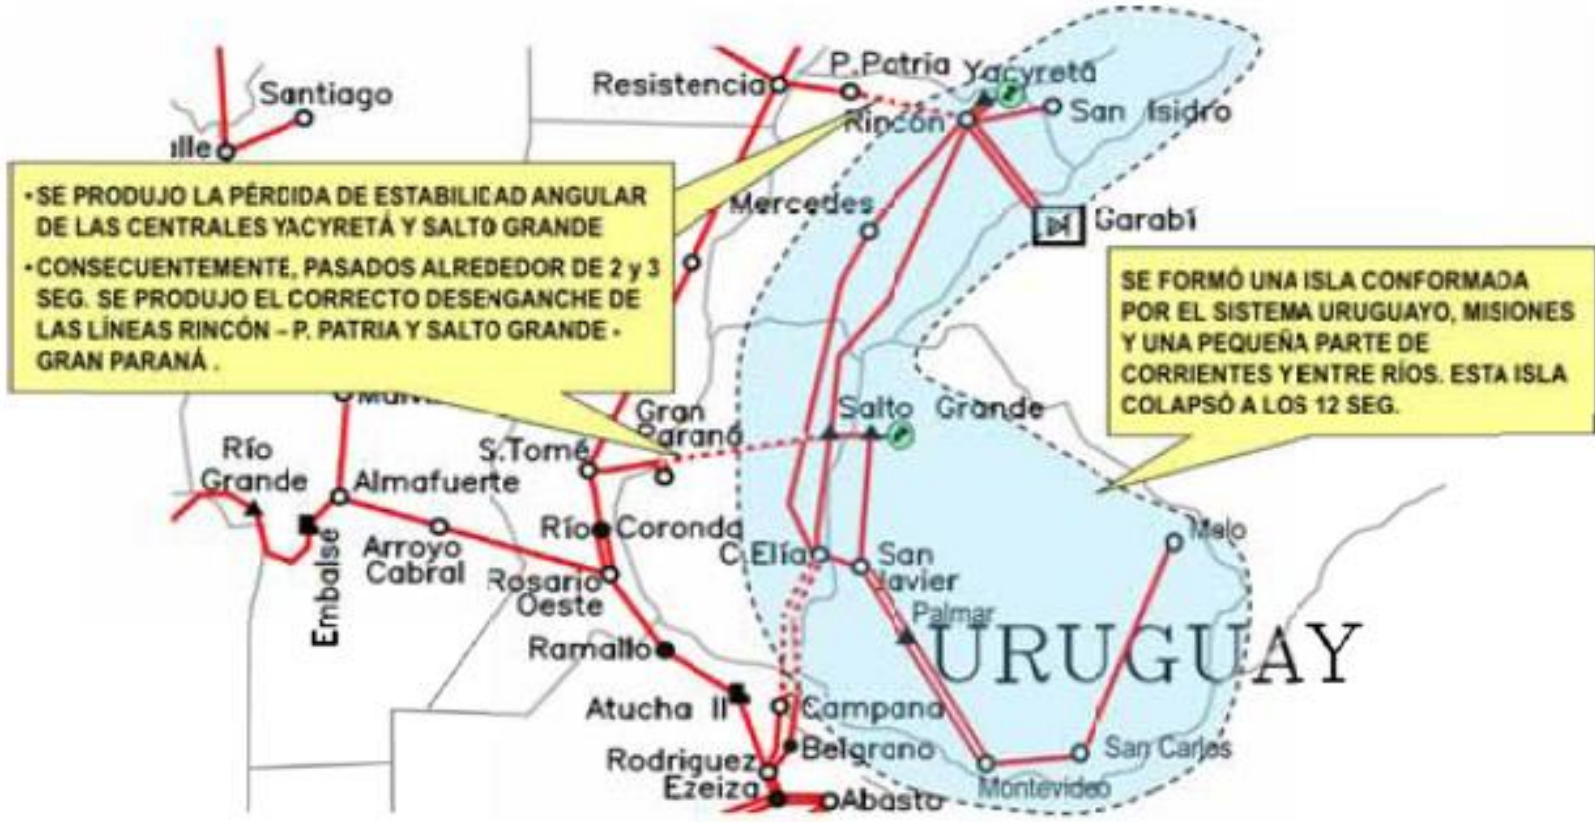 P.Patria
Yacyretá
Resistencia
Santiago
Rincón
San Isidro
alle
• SE PRODUJO LA PÉRDIDA DE ESTABILIDAD ANGULAR
DE LAS CENTRALES YACYRETÁ Y SALTO GRANDE
• CONSECUENTEMENTE, PASADOS ALREDEDOR DE 2 y 3
SEG. SE PRODUJO EL CORRECTO DESENGANCHE DE
LAS LÍNEAS RINCÓN – P. PATRIA Y SALTO GRANDE -
GRAN PARANÁ .
Mercedes
Garabí
SE FORMÓ UNA ISLA CONFORMADA
POR EL SISTEMA URUGUAYO, MISIONES
Y UNA PEQUEÑA PARTE DE
CORRIENTES Y ENTRE RÍOS. ESTA ISLA
COLAPSÓ A LOS 12 SEG.
Gran
Paraná
Salto Grande
S.Tomé
Río
Grande
Almafuerte
Embalse
Arroyo
Cabral
Río Coronda
Rosario
Oeste
C.Elía
San
Javier
Melo
Palmar
URUGUAY
Ramallo
Atucha II
Campana
Belgrano
San Carlos
Rodriguez
Montevideo
Ezeiza
Abasto